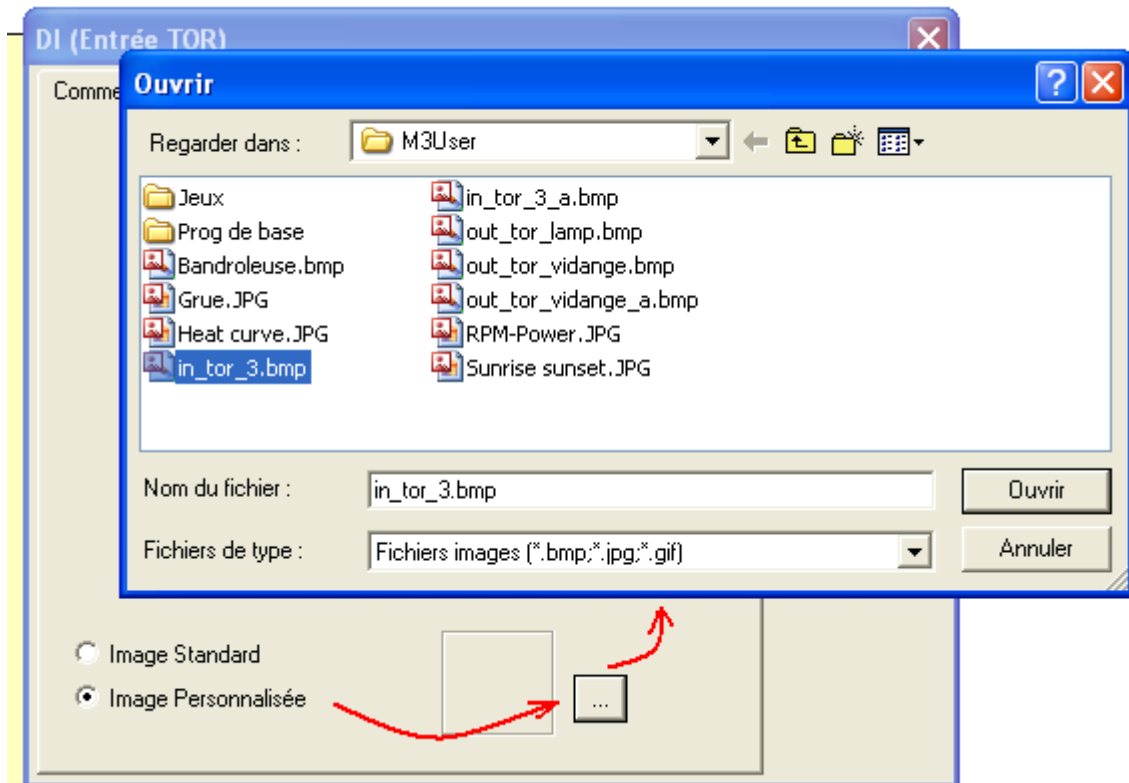 DI (Entrée TOR)
Comme
Ouvrir
Regarder dans :
M3User
Jeux
Prog de base
Bandroleuse.bmp
Grue.JPG
Heat curve.JPG
in_tor_3.bmp
in_tor_3_a.bmp
out_tor_lamp.bmp
out_tor_vidange.bmp
out_tor_vidange_a.bmp
RPM-Power.JPG
Sunrise sunset.JPG
Nom du fichier :
in_tor_3.bmp
Ouvrir
Fichiers de type :
Fichiers images (*.bmp;*.jpg;*.gif)
Annuler
Image Standard
Image Personnalisée
...